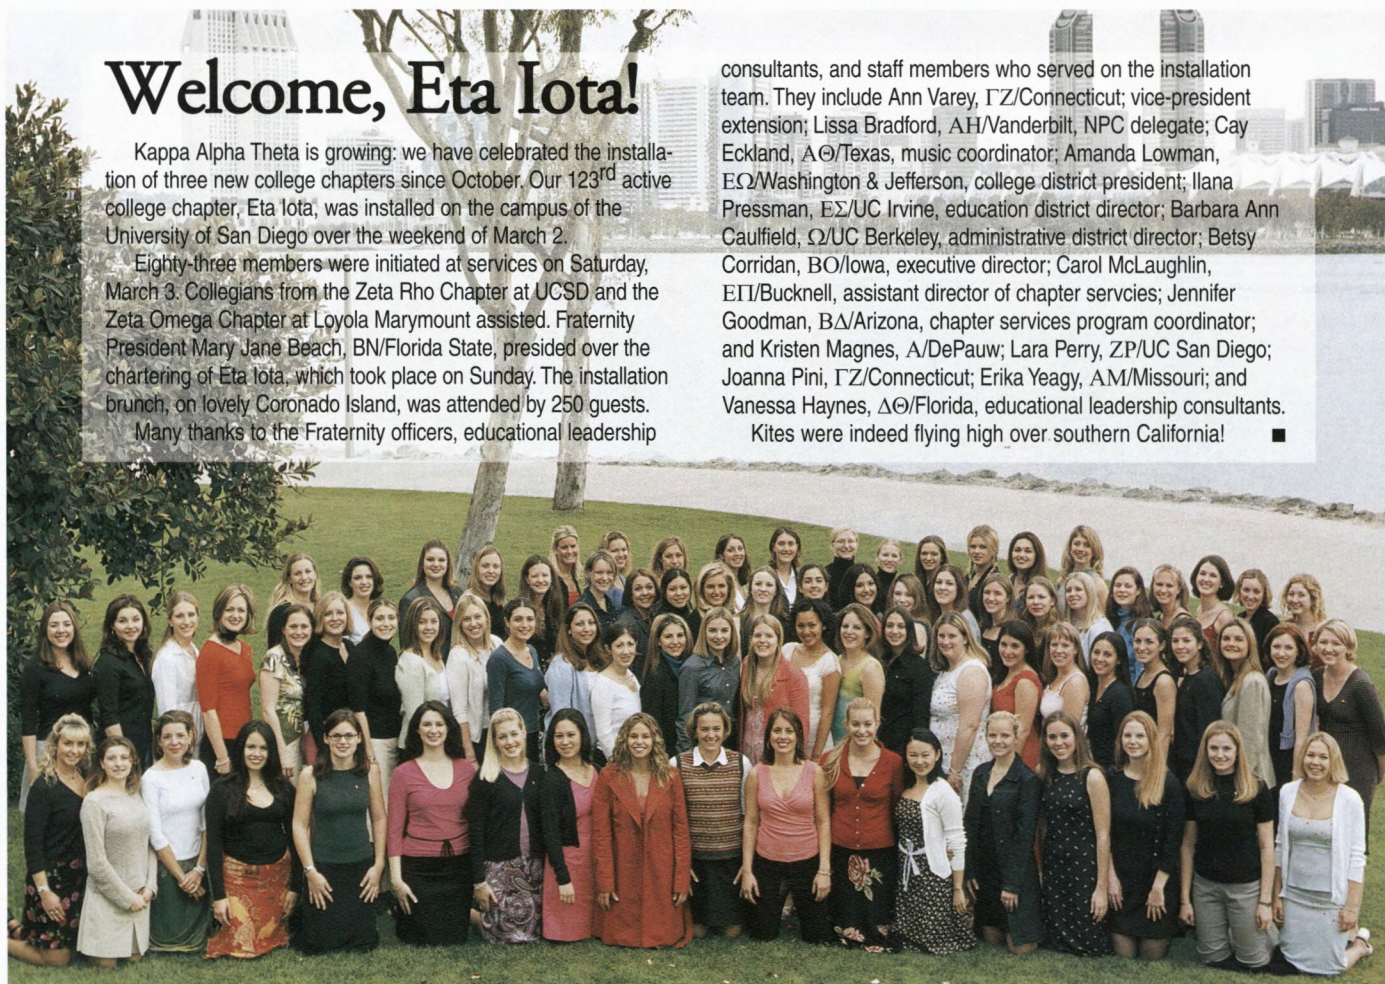 Welcome, Eta Iota!
Kappa Alpha Theta is growing: we have celebrated the installa-
tion of three new college chapters since October. Our 123rd active
college chapter, Eta Iota, was installed on the campus of the
University of San Diego over the weekend of March 2.
Eighty-three members were initiated at services on Saturday,
March 3. Collegians from the Zeta Rho Chapter at UCSD and the
Zeta Omega Chapter at Loyola Marymount assisted. Fraternity
President Mary Jane Beach, BN/Florida State, presided over the
chartering of Eta Iota, which took place on Sunday. The installation
brunch, on lovely Coronado Island, was attended by 250 guests.
Many thanks to the Fraternity officers, educational leadership
consultants, and staff members who served on the installation
team. They include Ann Varey, ΓΖ/Connecticut; vice-president
extension; Lissa Bradford, ΑΗ/Vanderbilt, NPC delegate; Cay
Eckland, ΑΘ/Texas, music coordinator; Amanda Lowman,
ΕΩ/Washington & Jefferson, college district president; Ilana
Pressman, ΕΣ/UC Irvine, education district director; Barbara Ann
Caulfield, Ω/UC Berkeley, administrative district director; Betsy
Corridan, ΒΟ/Iowa, executive director; Carol McLaughlin,
ΕΠ/Bucknell, assistant director of chapter servcies; Jennifer
Goodman, ΒΔ/Arizona, chapter services program coordinator;
and Kristen Magnes, Α/DePauw; Lara Perry, ΖΡ/UC San Diego;
Joanna Pini, ΓΖ/Connecticut; Erika Yeagy, ΑΜ/Missouri; and
Vanessa Haynes, ΔΘ/Florida, educational leadership consultants.
Kites were indeed flying high over southern California! ■